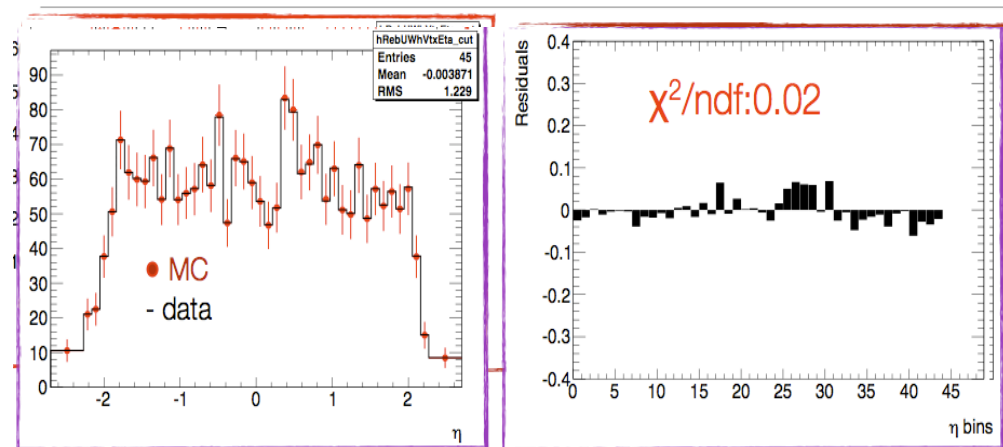 hRebUWhVtxEta_cut
Entries 45
Mean -0.003871
RMS 1.229
90
80
70
60
50
40
30
20
10
0
-2 -1 0 1 2
η
MC
- data
Residuals
χ²/ndf:0.02
0.4
0.3
0.2
0.1
0
-0.1
-0.2
-0.3
-0.4
0 5 10 15 20 25 30 35 40 45
η bins